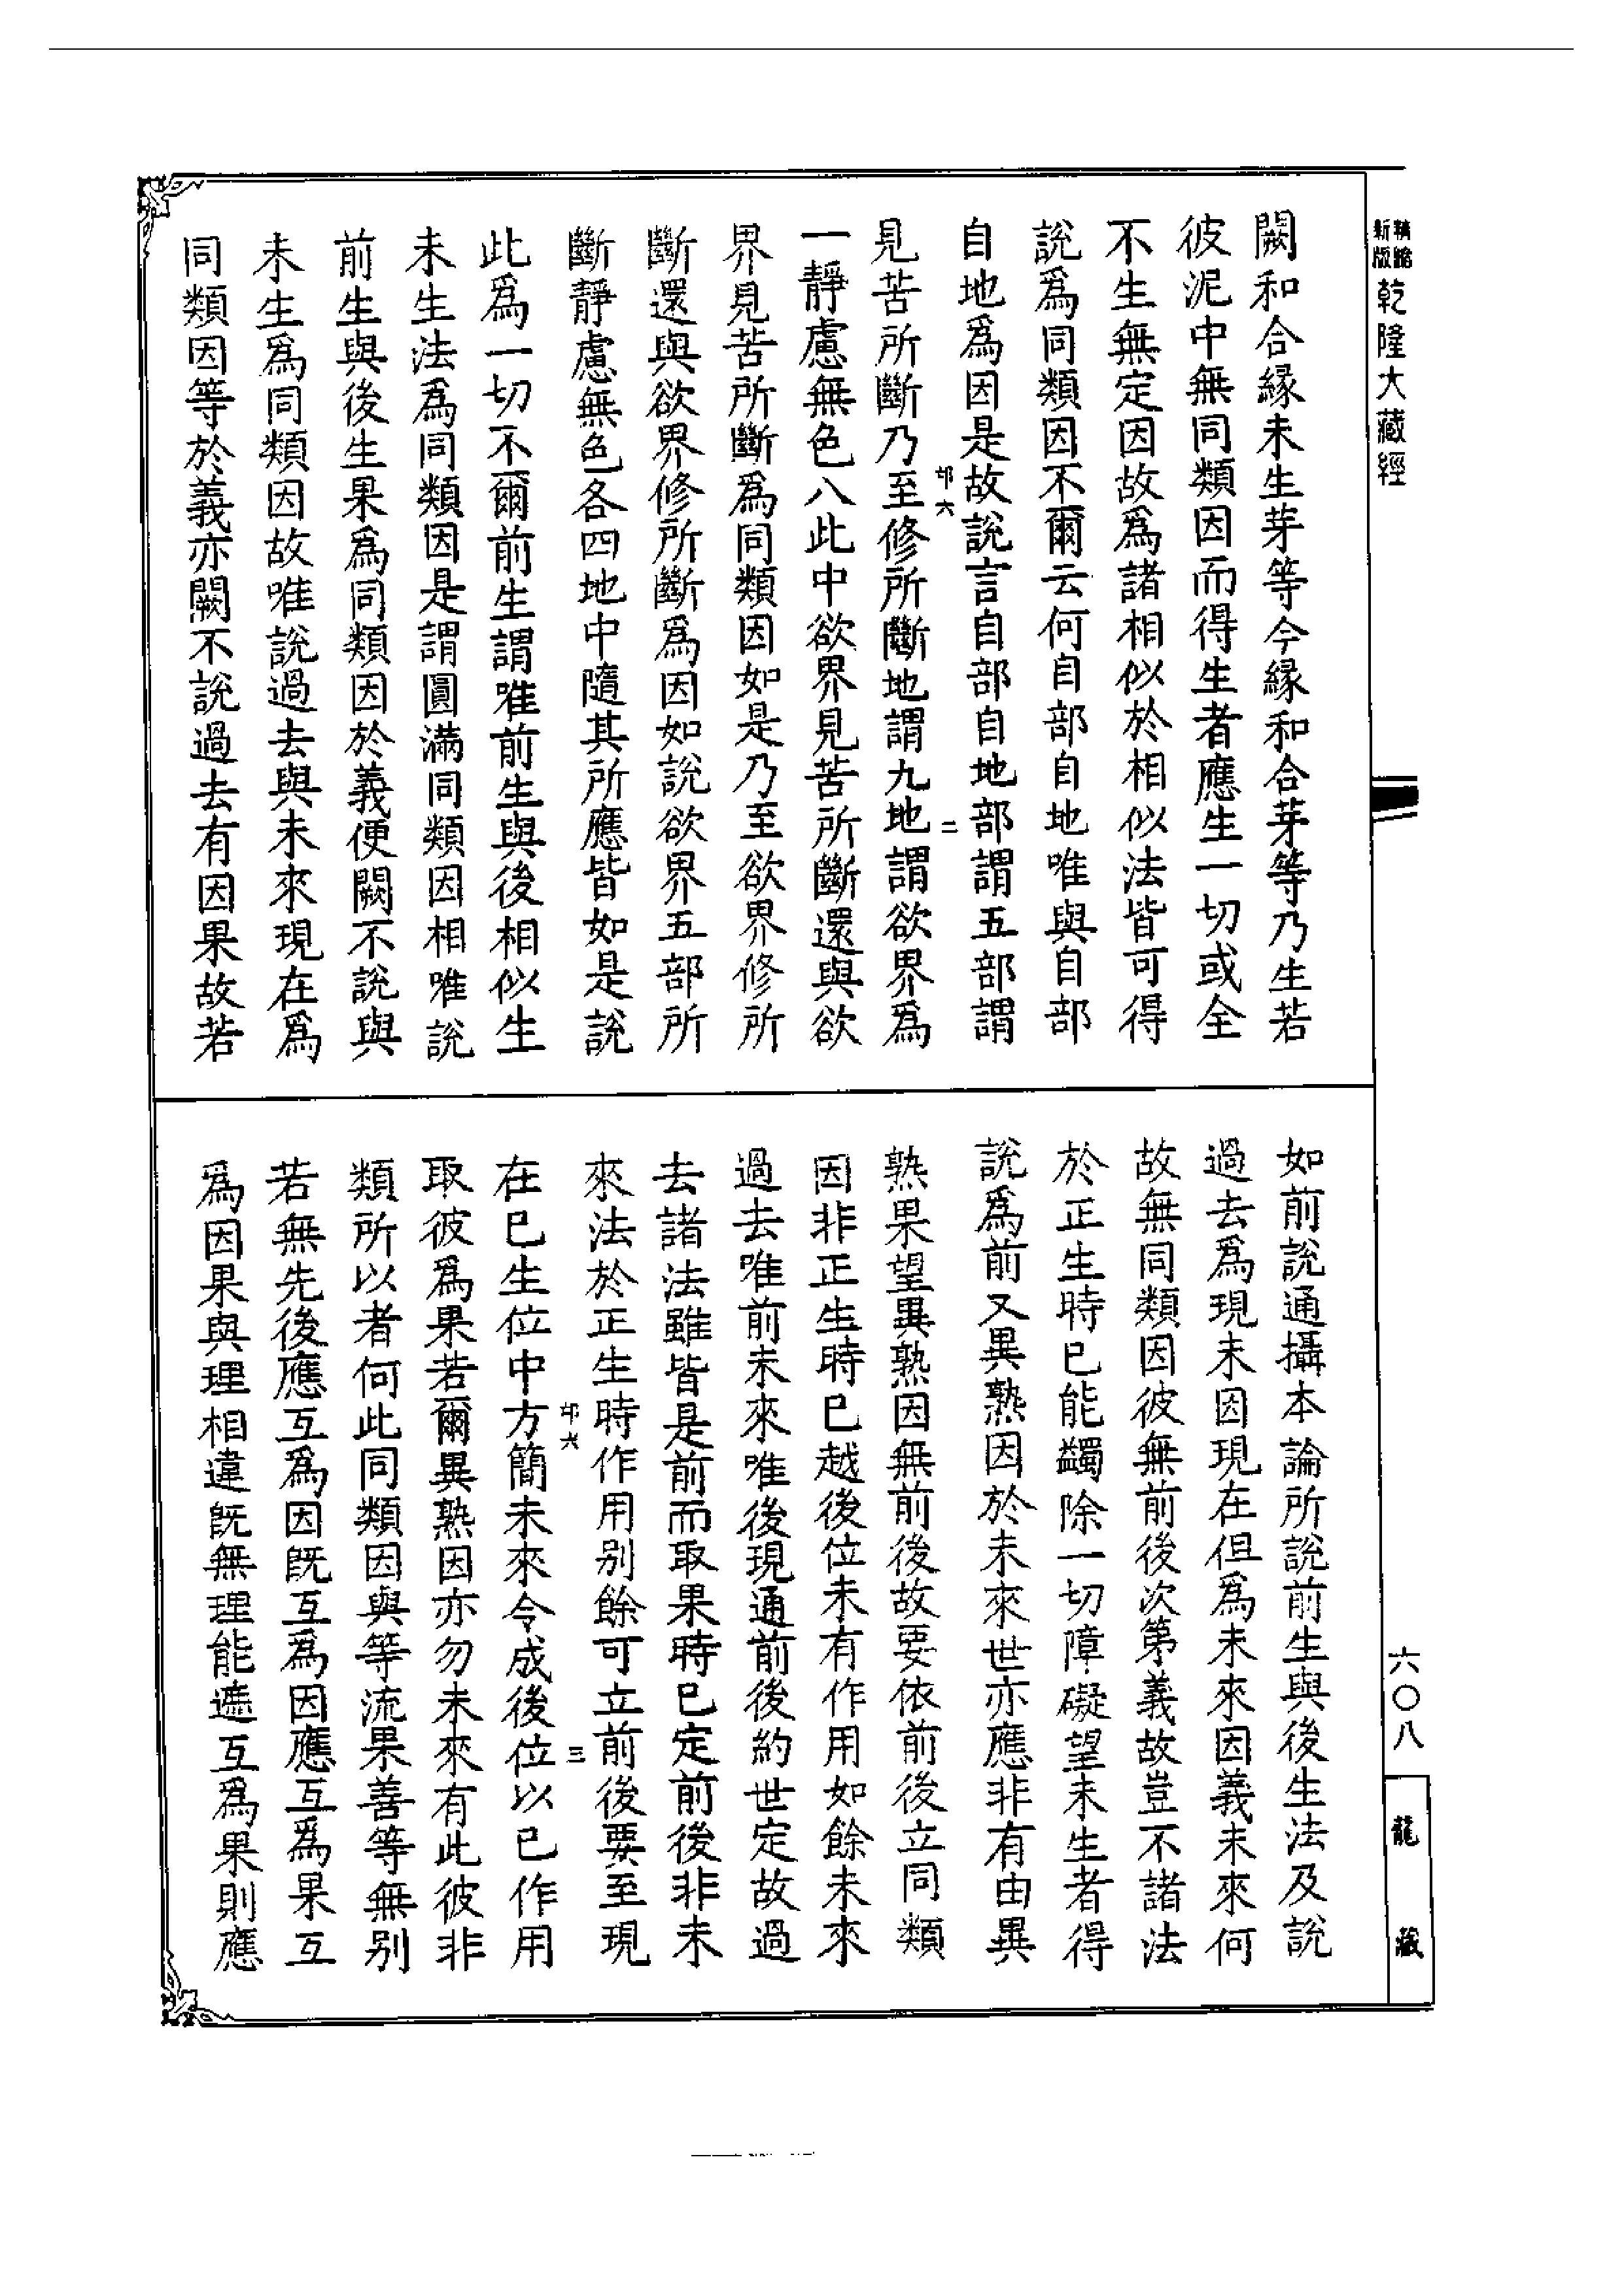 精縮新版乾隆大藏經
闕和合緣未生芽等今緣和合芽等乃生若
彼泥中無同類因而得生者應生一切或全
不生無定因故爲諸相似於相似法皆可得
說爲同類因不爾云何自部自地唯與自部
自地爲因是故說言自部自地部謂五部謂
邙六
二
見苦所斷乃至修所斷地謂九地謂欲界爲
一靜慮無色八此中欲界見苦所斷還與欲
界見苦所斷爲同類因如是乃至欲界修所
斷還與欲界修所斷爲因如說欲界五部所
斷靜慮無色各四地中隨其所應皆如是說
此爲一切不爾前生謂唯前生與後相似生
未生法爲同類因是謂圓滿同類因相唯說
前生與後生果爲同類因於義便闕不說與
未生爲同類因故唯說過去與未來現在爲
同類因等於義亦闕不說過去有因果故若
如前說通攝本論所說前生與後生法及說
過去爲現未因現在但爲未來因義未來何
故無同類因彼無前後次第義故豈不諸法
於正生時已能蠲除一切障礙望未生者得
說爲前又異熟因於未來世亦應非有由異
熟果望異熟因無前後故要依前後立同類
因非正生時已越後位未有作用如餘未來
過去唯前未來唯後現通前後約世定故過
去諸法雖皆是前而取果時已定前後非未
來法於正生時作用别餘可立前後要至現
邙六
三
在已生位中方簡未來令成後位以已作用
取彼爲果若爾異熟因亦勿未來有此彼非
類所以者何此同類因與等流果善等無别
若無先後應互爲因既互爲因應互爲果互
爲因果與理相違既無理能遮互爲果則應
六〇八
龍藏